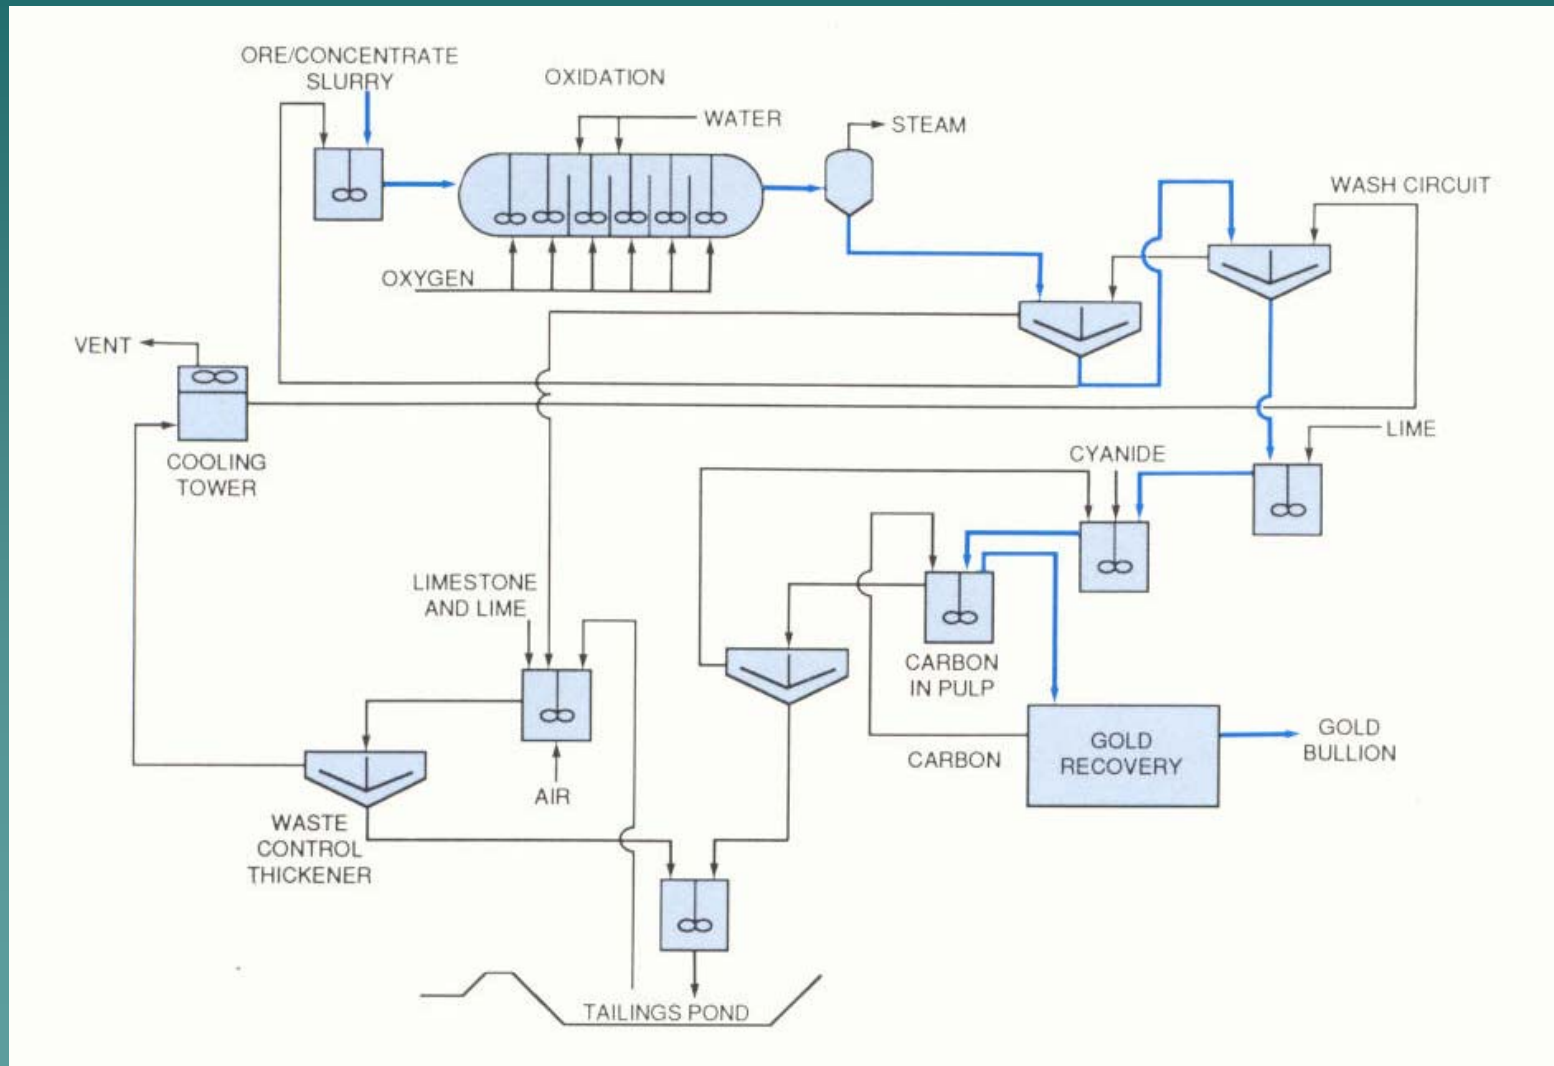 ORE/CONCENTRATE
SLURRY
OXIDATION
WATER
STEAM
WASH CIRCUIT
OXYGEN
VENT
COOLING
TOWER
LIME
CYANIDE
LIMESTONE
AND LIME
CARBON
IN PULP
GOLD
RECOVERY
GOLD
BULLION
CARBON
AIR
WASTE
CONTROL
THICKENER
TAILINGS POND